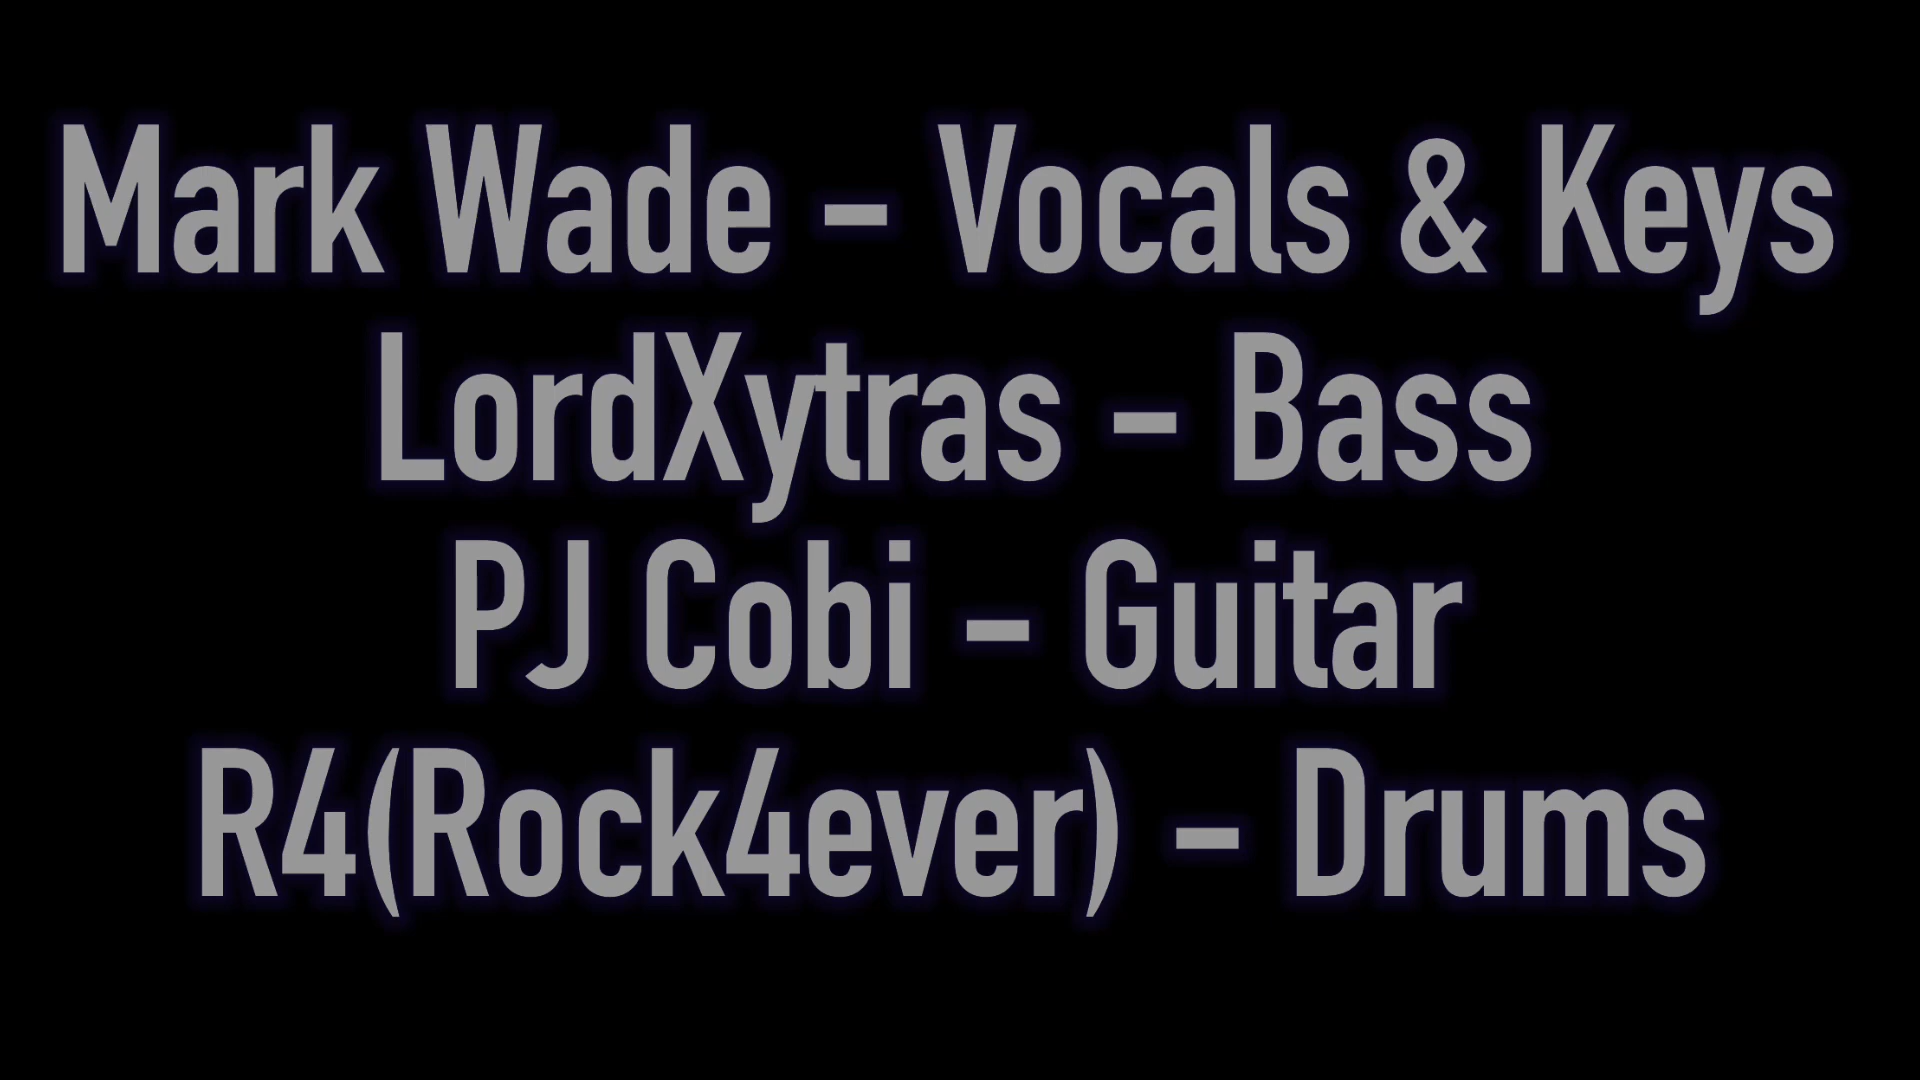 Mark Wade – Vocals & Keys
LordXytras – Bass
PJ Cobi – Guitar
R4(Rock4ever) – Drums